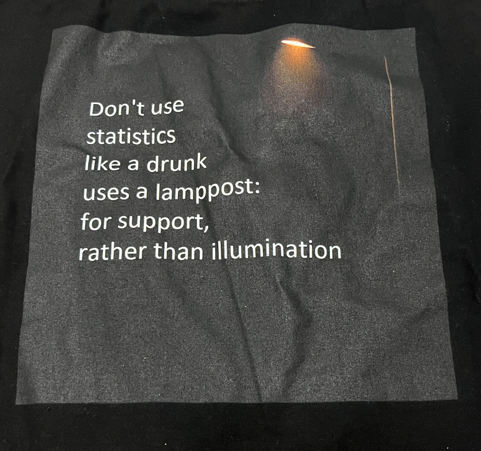 Don't use
statistics
like a drunk
uses a lamppost:
for support,
rather than illumination